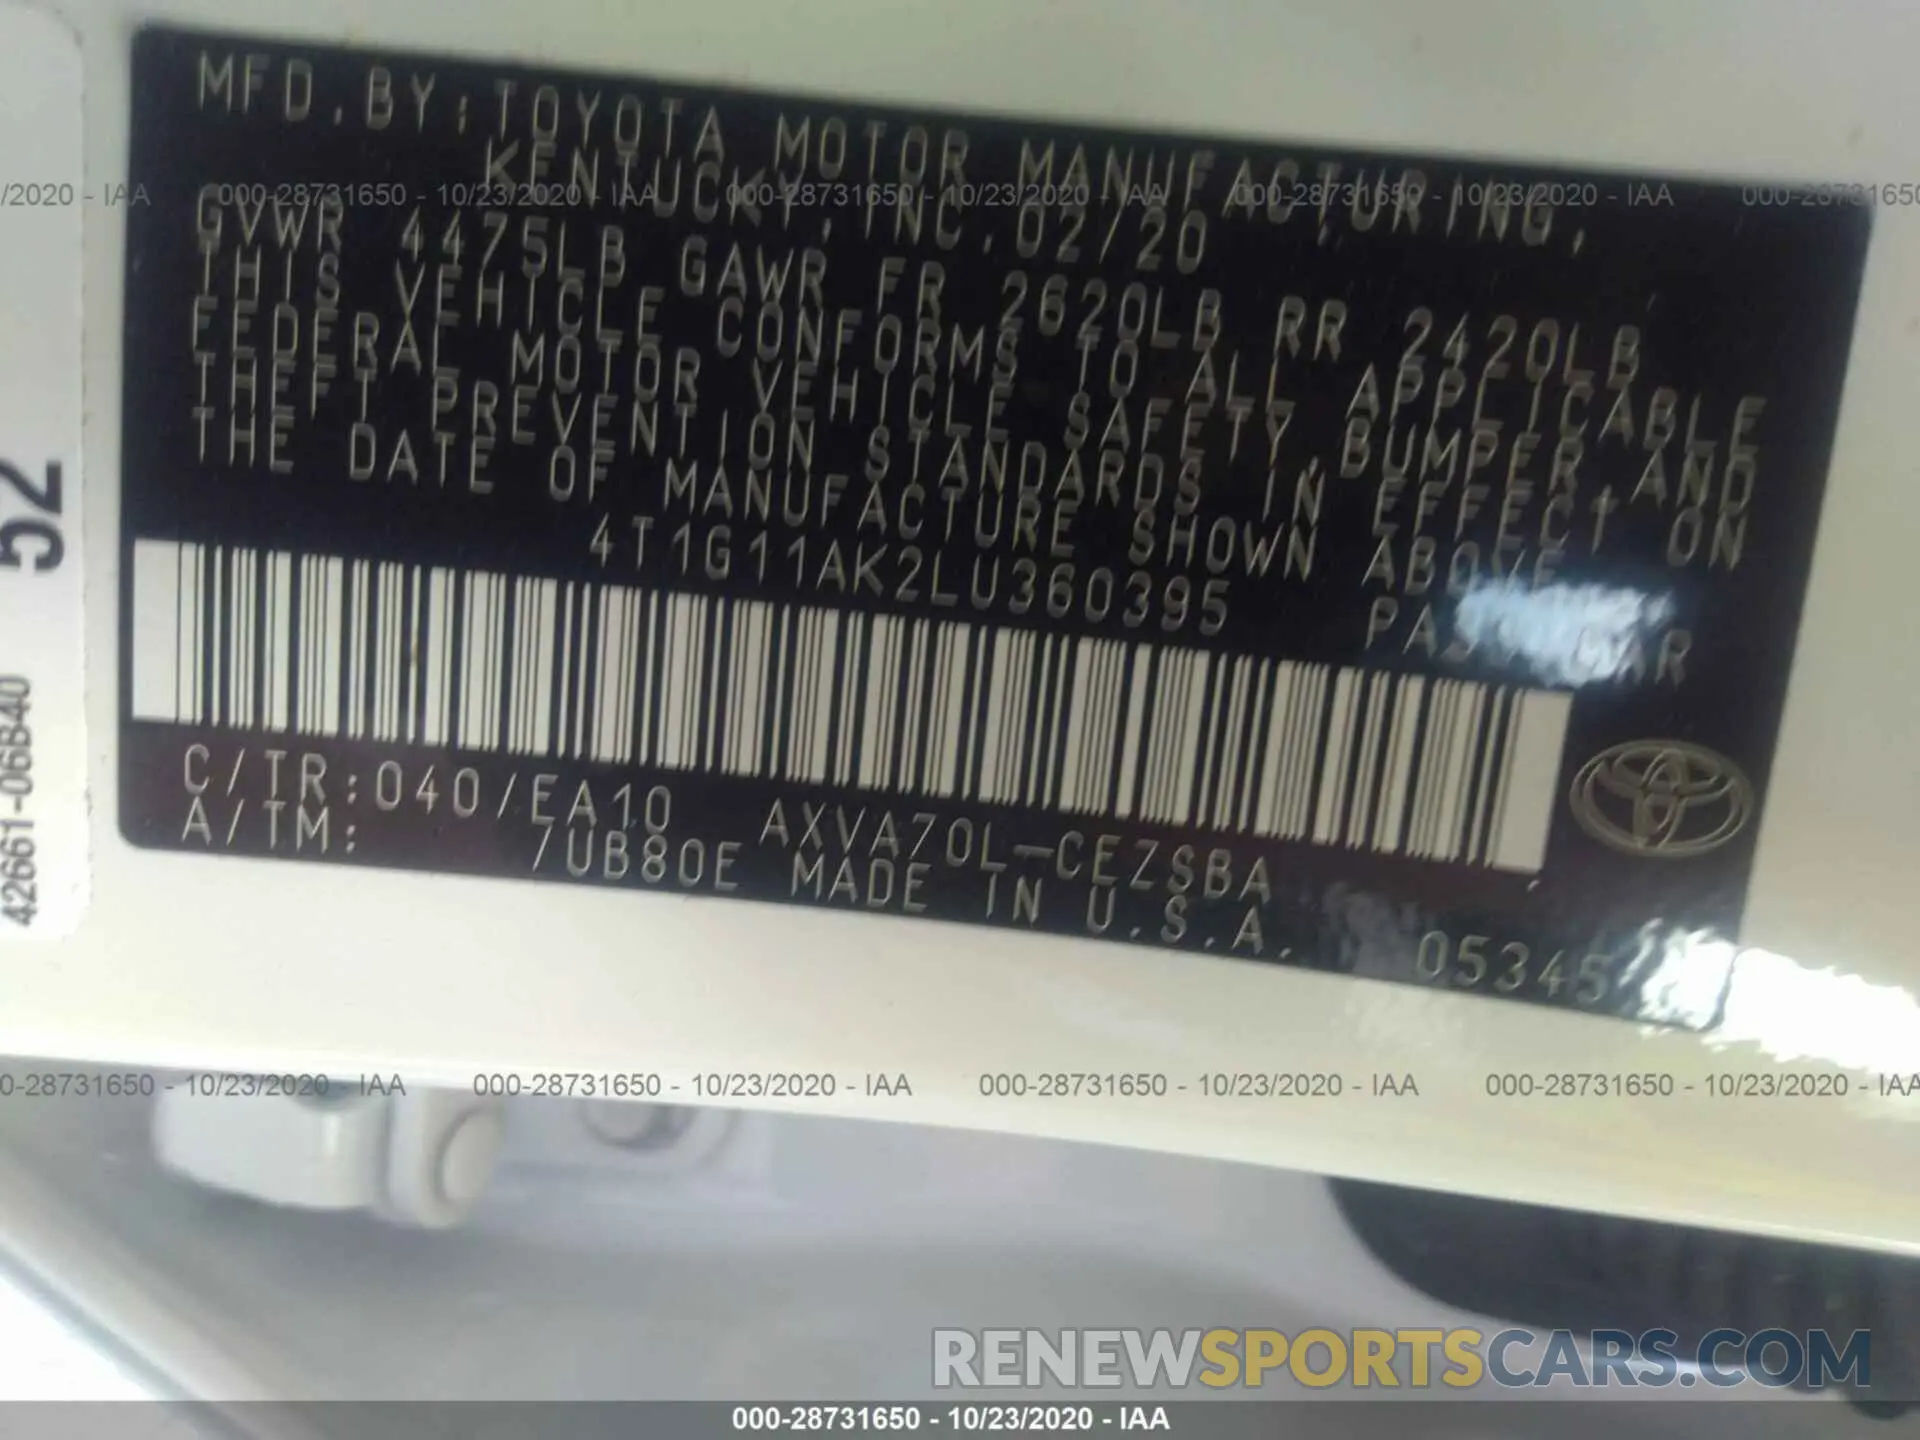 MFD.BY:TOYOTA MOTOR MANUFACTURING,
KENTUCKY,INC.02/20
/2020 - IAA 000-28731650 - 10/23/2020 - IAA 000-28731650 - 10/23/2020 - IAA 000-28731650 - 10/23/2020 - IAA 000-28731650
GVWR 4475LB GAWR FR 2620LB RR 2420LB
THIS VEHICLE CONFORMS TO ALL APPLICABLE
FEDERAL MOTOR VEHICLE SAFETY,BUMPER,AND
THEFT PREVENTION STANDARDS IN EFFECT ON
THE DATE OF MANUFACTURE SHOWN ABOVE.
4T1G11AK2LU360395 PASS CAR
52
42661-06B40
C/TR:040/EA10 AXVA70L-CEZSBA
A/TM: /UB80E MADE IN U.S.A.
05345
0-28731650 - 10/23/2020 - IAA 000-28731650 - 10/23/2020 - IAA 000-28731650 - 10/23/2020 - IAA 000-28731650 - 10/23/2020 - IAA
RENEWSPORTSCARS.COM
000-28731650 - 10/23/2020 - IAA